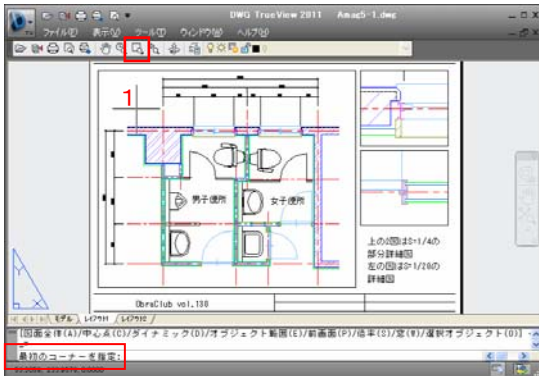 DWG TrueView 2011 Amag5-1.dwg
ファイル(F) 表示(V) ツール(T) ウィンドウ(W) ヘルプ(H)
1
男子便所
女子便所
上の2図はS=1/4の
部分詳細図
左の図はS=1/20の
詳細図
ObraClub vol.130
モデル レイアウト1 レイアウト2
[図面全体(A)/中心点(C)/ダイナミック(D)/オブジェクト範囲(E)/前画面(P)/倍率(S)/窓(W)/選択オブジェクト(O)]
最初のコーナーを指定: